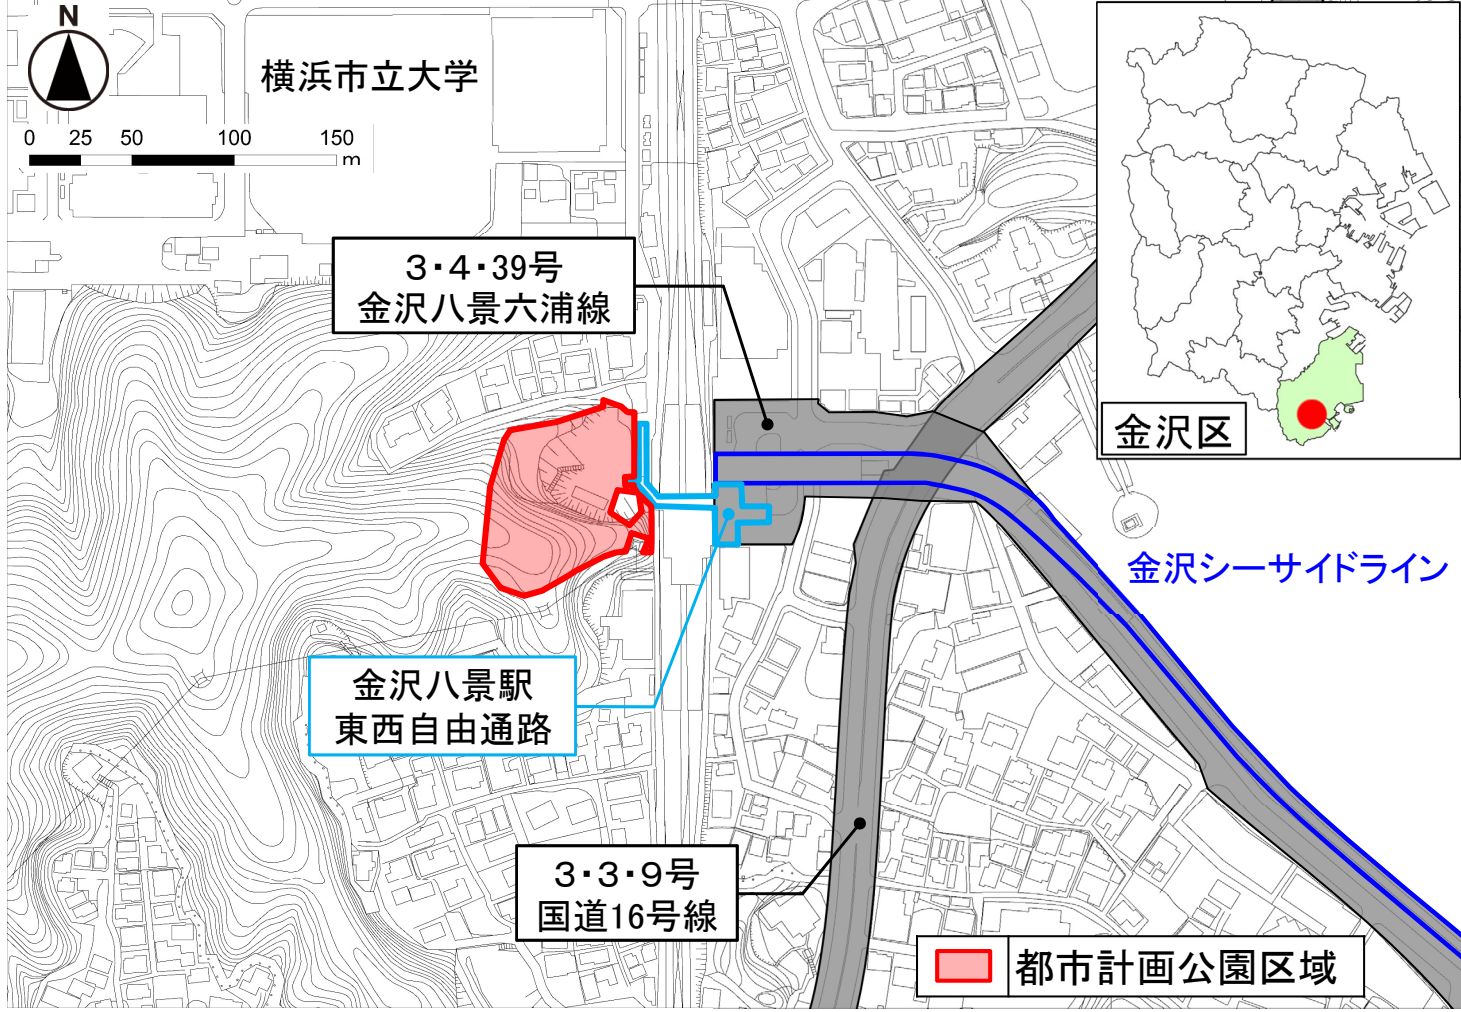 N
横浜市立大学
0 25 50 100 150
m
3・4・39号
金沢八景六浦線
金沢区
金沢シーサイドライン
金沢八景駅
東西自由通路
3・3・9号
国道16号線
都市計画公園区域